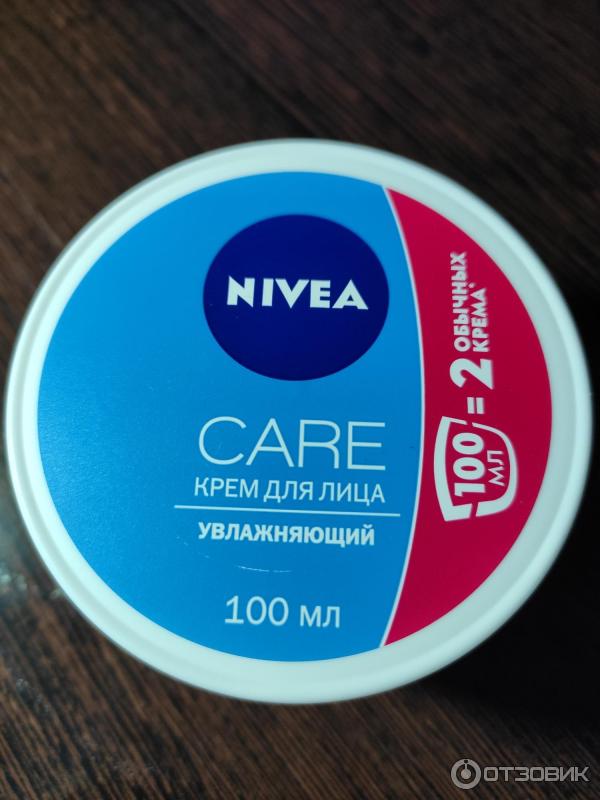 NIVEA
CARE
КРЕМ ДЛЯ ЛИЦА
УВЛАЖНЯЮЩИЙ
100 МЛ
100 МЛ = 2 ОБЫЧНЫХ
КРЕМА*
ОТЗОВИК